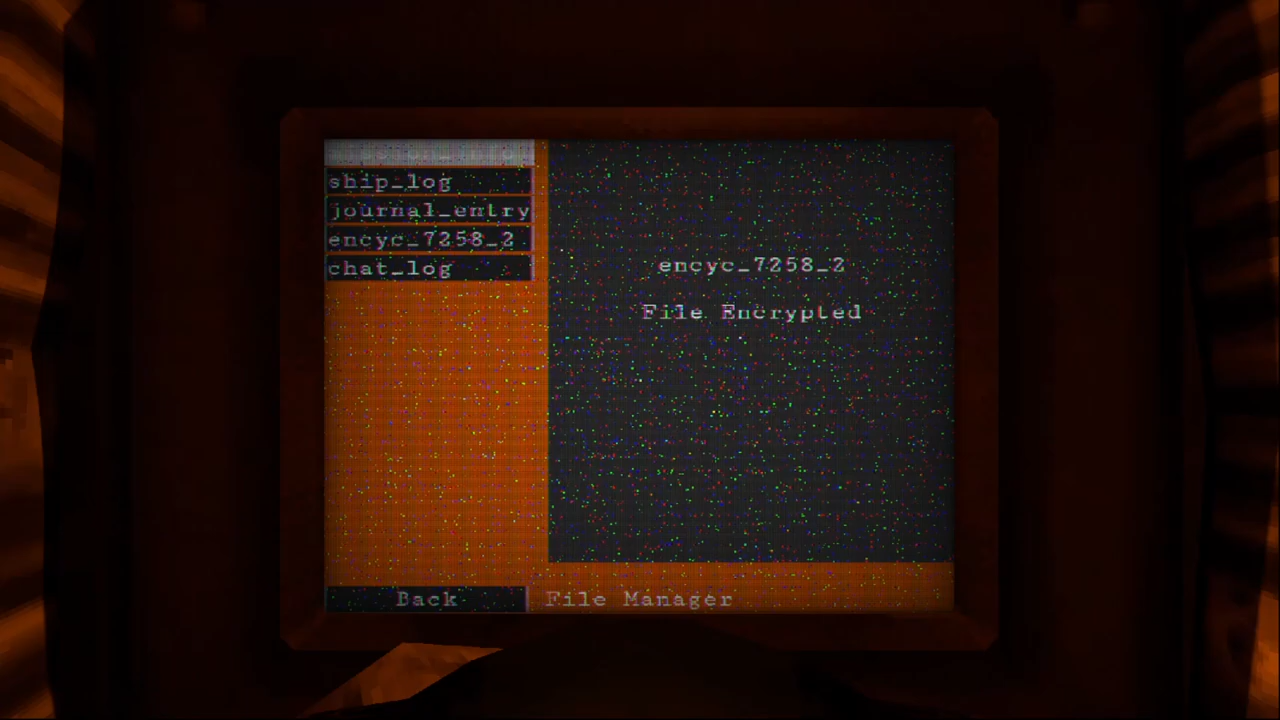 ship_log
journal_entry
encyc_7258_2
chat_log
encyc_7258_2
File Encrypted
Back
File Manager